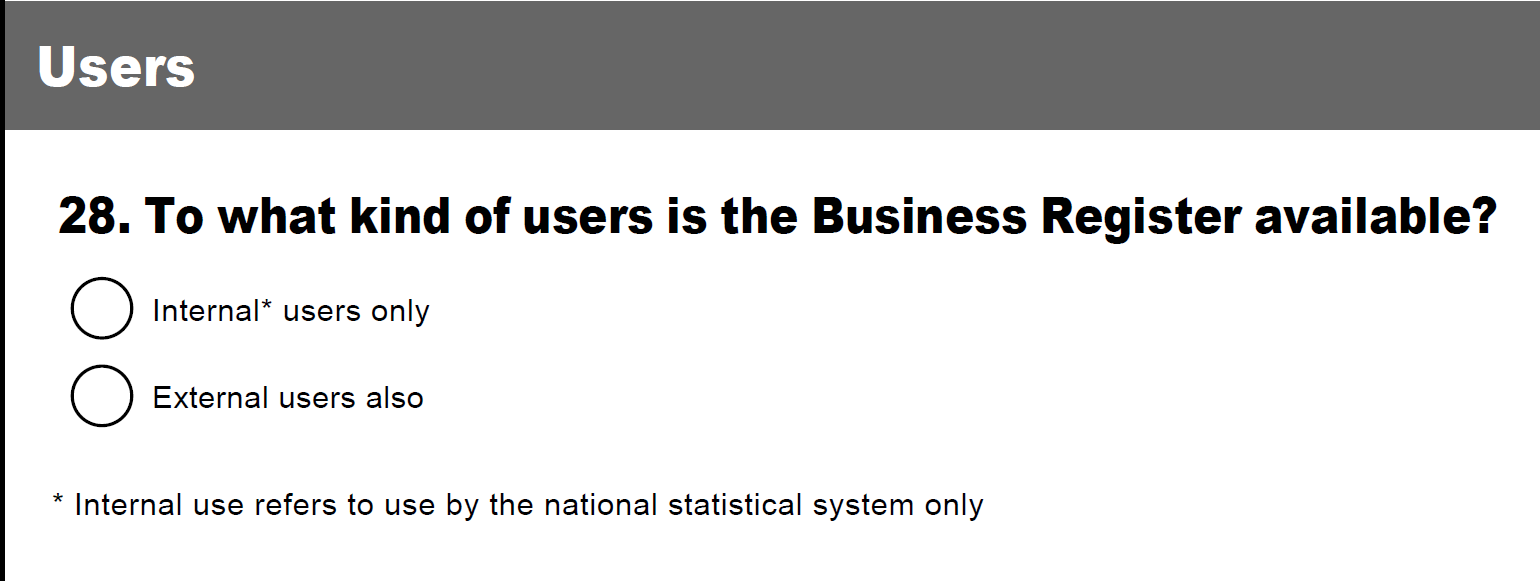 Users
28. To what kind of users is the Business Register available?
Internal* users only
External users also
* Internal use refers to use by the national statistical system only